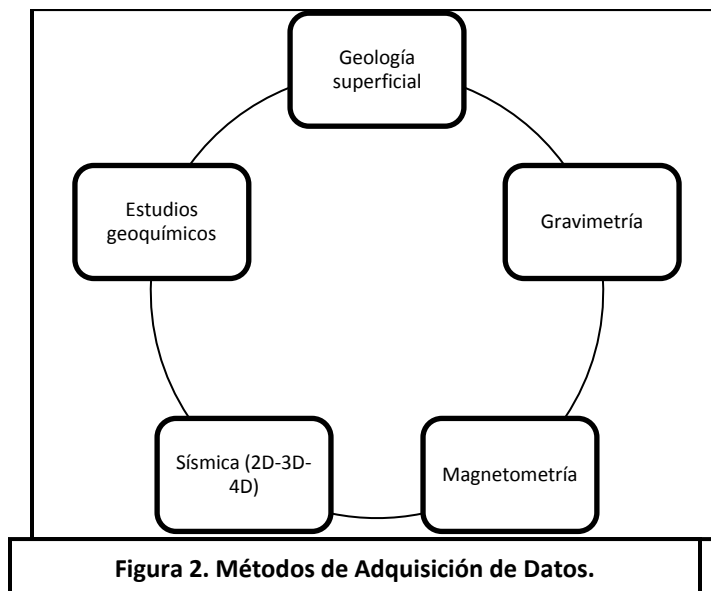 Geología
superficial
Estudios
geoquímicos
Gravimetría
Sísmica (2D-3D-
4D)
Magnetometría
Figura 2. Métodos de Adquisición de Datos.